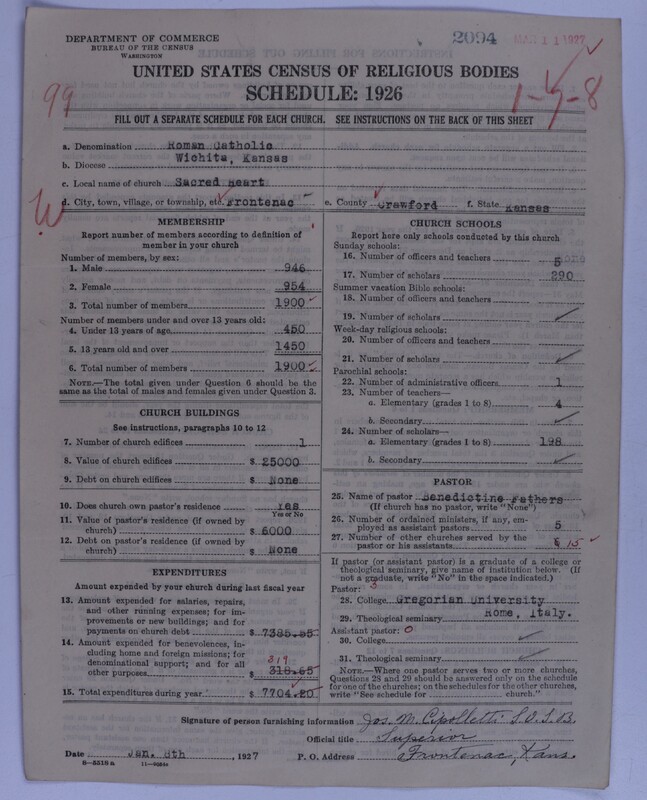 DEPARTMENT OF COMMERCE
BUREAU OF THE CENSUS
WASHINGTON
2094 MAR 11 1927
UNITED STATES CENSUS OF RELIGIOUS BODIES
SCHEDULE: 1926
99
1-7-8
FILL OUT A SEPARATE SCHEDULE FOR EACH CHURCH. SEE INSTRUCTIONS ON THE BACK OF THIS SHEET
a. Denomination Roman Catholic
b. Diocese Wichita, Kansas
c. Local name of church Sacred Heart
d. City, town, village, or township, etc. Frontenac e. County Crawford f. State Kansas
W
MEMBERSHIP
Report number of members according to definition of
member in your church
Number of members, by sex:
1. Male 946
2. Female 954
3. Total number of members 1900
Number of members under and over 13 years old:
4. Under 13 years of age 450
5. 13 years old and over 1450
6. Total number of members 1900
NOTE.—The total given under Question 6 should be
same as the total of males and females given under Question 3.
CHURCH BUILDINGS
See instructions, paragraphs 10 to 12
7. Number of church edifices 1
8. Value of church edifices $ 25000
9. Debt on church edifices $ None
10. Does church own pastor's residence Yes
Yes or No
11. Value of pastor's residence (if owned by
church) $ 6000
12. Debt on pastor's residence (if owned by
church) $ None
EXPENDITURES
Amount expended by your church during last fiscal year
13. Amount expended for salaries, repairs,
and other running expenses; for im-
provements or new buildings; and for
payments on church debt $ 7385.55
14. Amount expended for benevolences, in-
cluding home and foreign missions; for
denominational support; and for all
319
other purposes $ 318.65
15. Total expenditures during year $ 7704.20
CHURCH SCHOOLS
Report here only schools conducted by this church
Sunday schools:
16. Number of officers and teachers 5
17. Number of scholars 290
Summer vacation Bible schools:
18. Number of officers and teachers
19. Number of scholars
Week-day religious schools:
20. Number of officers and teachers
21. Number of scholars
Parochial schools:
22. Number of administrative officers 1
23. Number of teachers—
a. Elementary (grades 1 to 8) 4
b. Secondary
24. Number of scholars—
a. Elementary (grades 1 to 8) 198
b. Secondary
PASTOR
25. Name of pastor Benedictine Fathers
(If church has no pastor, write "None")
26. Number of ordained ministers, if any, em-
ployed as assistant pastors 5
27. Number of other churches served by the
pastor or his assistants 15
If pastor (or assistant pastor) is a graduate of a college or
theological seminary, give name of institution below. (If
not a graduate, write "No" in the space indicated.)
Pastor: 3
28. College Gregorian University
29. Theological seminary Rome, Italy.
Assistant pastor: 0
30. College
31. Theological seminary
NOTE.—Where one pastor serves two or more churches,
Questions 28 and 29 should be answered only on the schedule
for one of the churches; on the schedules for the other churches,
write "See schedule for church."
Signature of person furnishing information Jos. M. Cipolletti S.O.S.B.
Official title Superior
Date Jan. 8th, 1927 P. O. Address Frontenac, Kans.